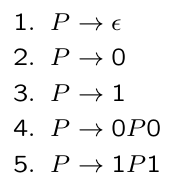 1. P → ϵ
2. P → 0
3. P → 1
4. P → 0P0
5. P → 1P1